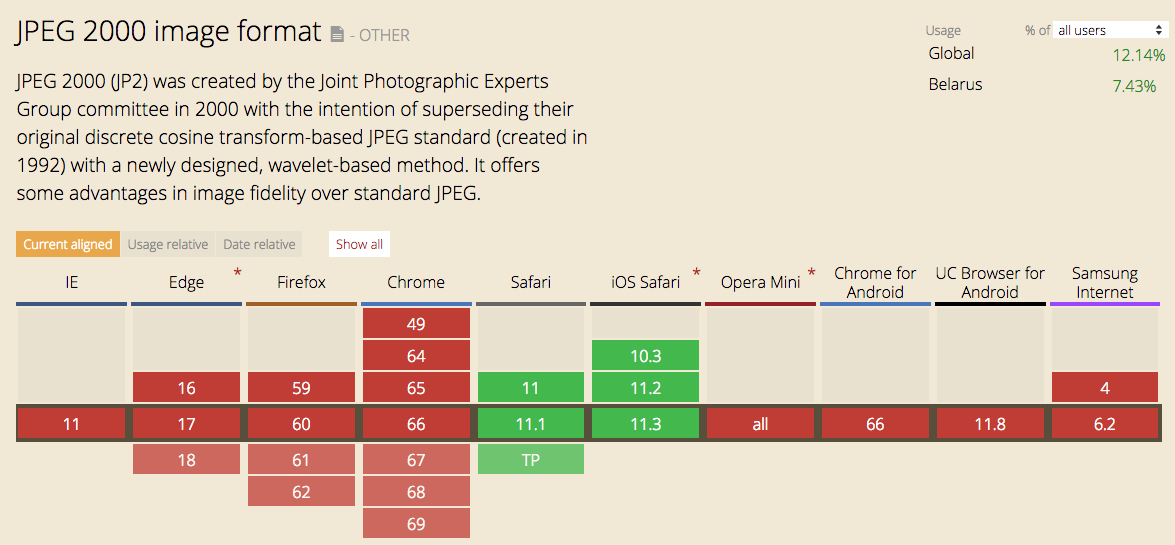 JPEG 2000 image format - OTHER
Usage % of all users
Global 12.14%
Belarus 7.43%
JPEG 2000 (JP2) was created by the Joint Photographic Experts
Group committee in 2000 with the intention of superseding their
original discrete cosine transform-based JPEG standard (created in
1992) with a newly designed, wavelet-based method. It offers
some advantages in image fidelity over standard JPEG.
Current aligned Usage relative Date relative Show all
IE Edge * Firefox Chrome Safari iOS Safari * Opera Mini * Chrome for Android UC Browser for Android Samsung Internet
49
64 10.3
16 59 65 11 11.2 4
11 17 60 66 11.1 11.3 all 66 11.8 6.2
18 61 67 TP
62 68
69